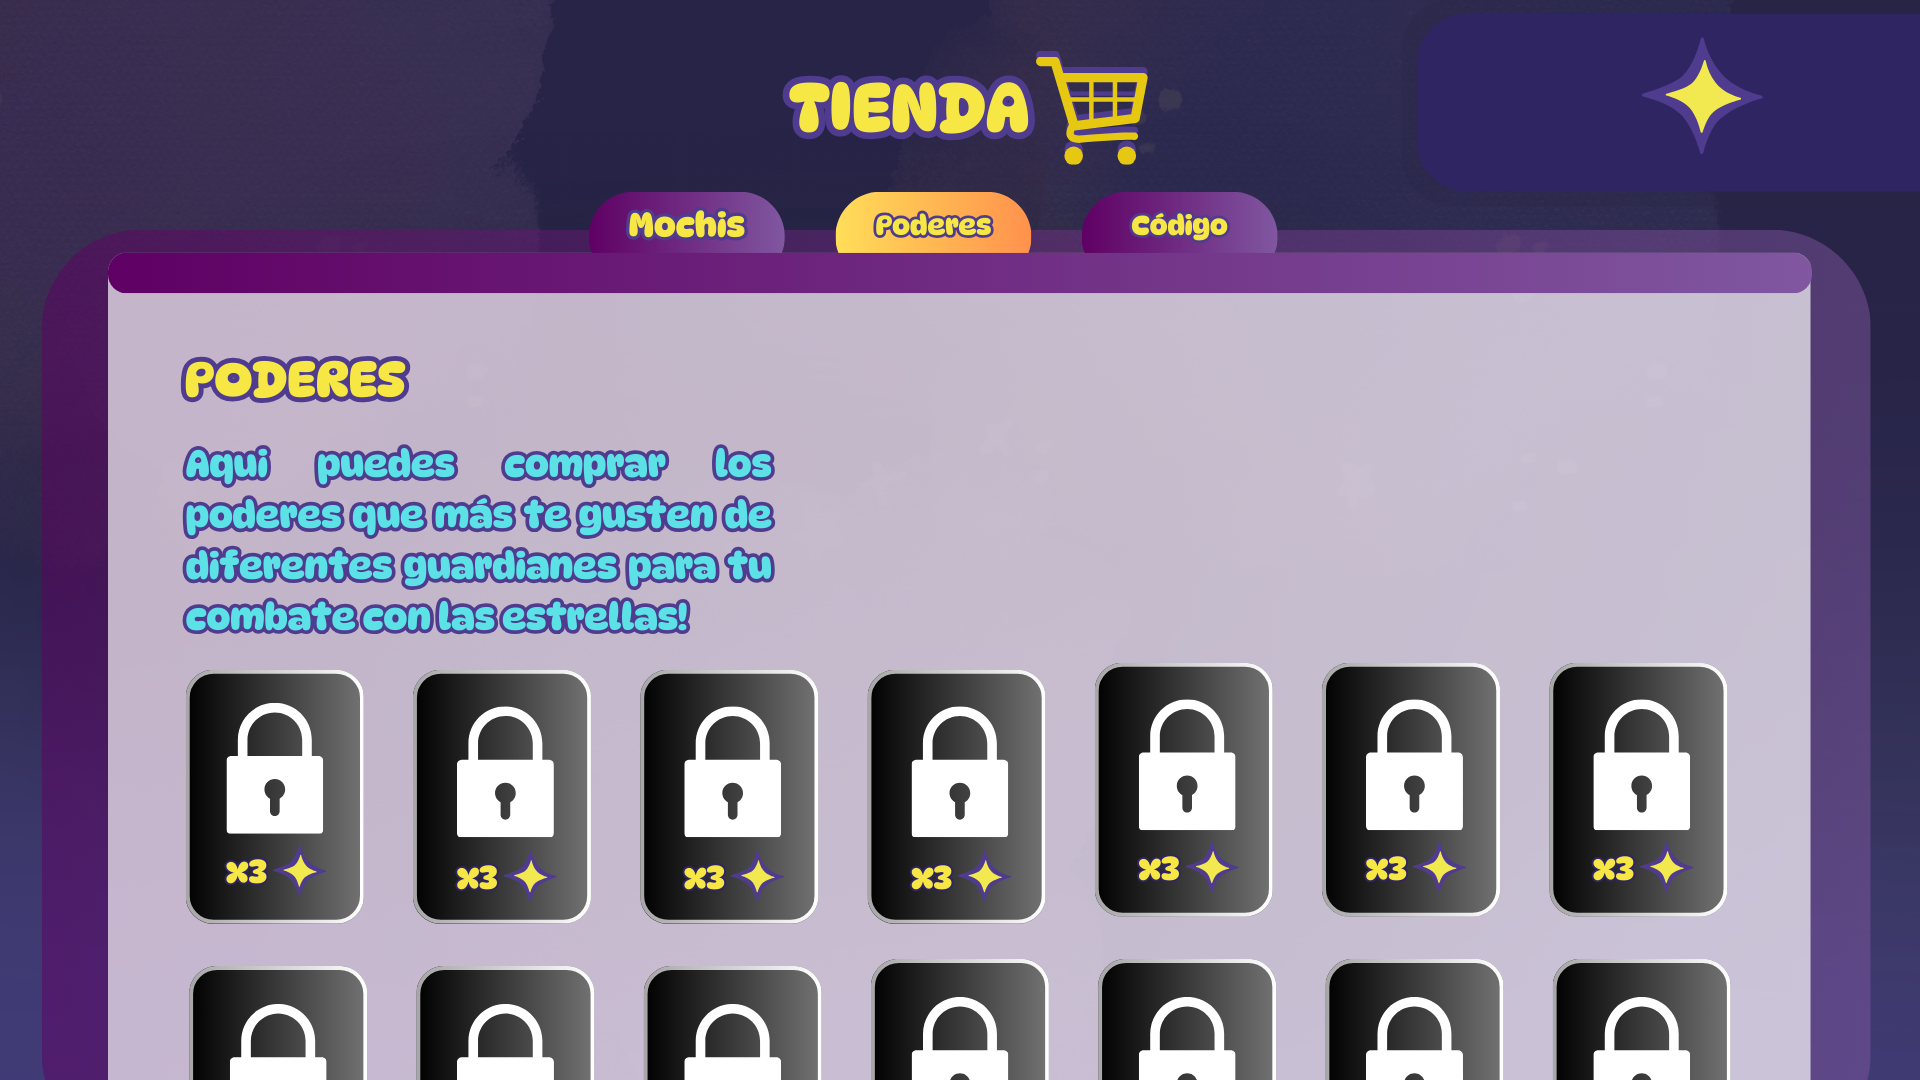 TIENDA
Mochis
Poderes
Código
PODERES
Aqui puedes comprar los
poderes que más te gusten de
diferentes guardianes para tu
combate con las estrellas!
x3
x3
x3
x3
x3
x3
x3